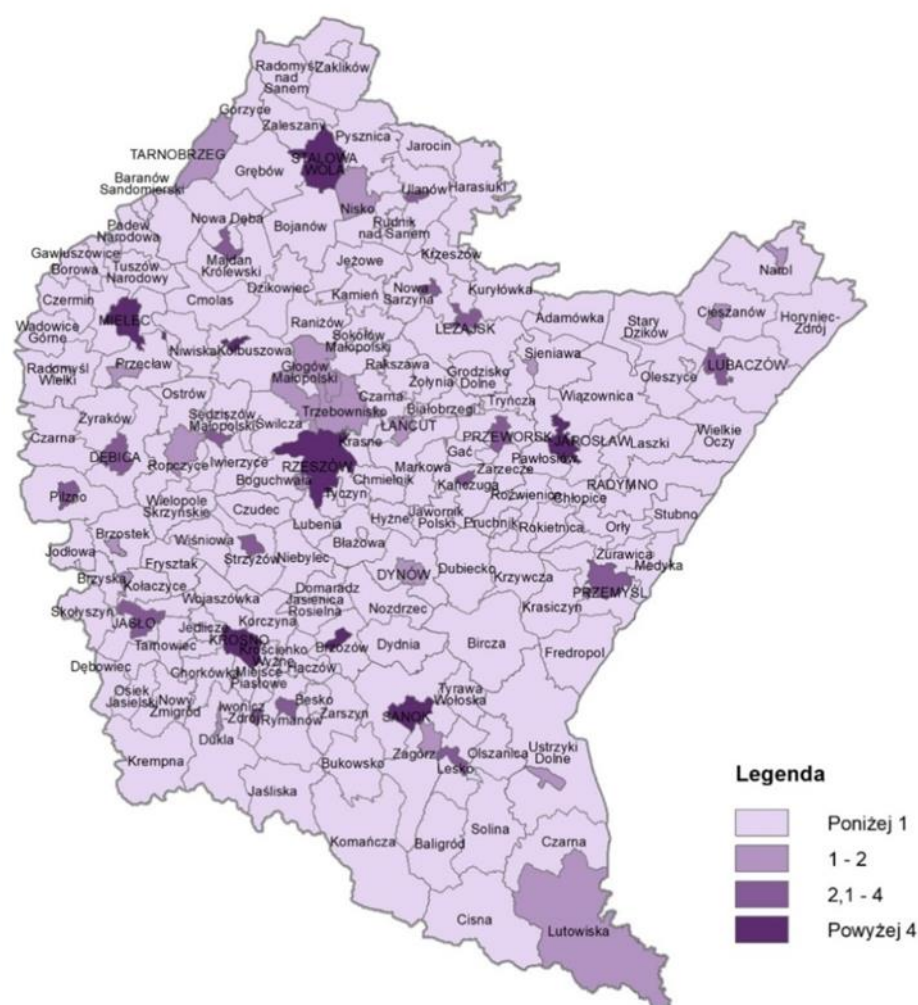 Radomyśl
nad
Sanem
Zaklików
Gorzyce
Zaleszany
Pysznica
TARNOBRZEG
STALOWA
WOLA
Jarocin
Baranów
Sandomierski
Grębów
Ulanów
Harasiuki
Nisko
Nowa Dęba
Bojanów
Rudnik
nad Sanem
Padew
Narodowa
Gawłuszowice
Majdan
Królewski
Jeżowe
Krzeszów
Borowa
Tuszów
Narodowy
Narol
Czermin
Cmolas
Dzikowiec
Kamień
Nowa
Sarzyna
Kuryłówka
Cieszanów
Horyniec-
Zdrój
MIELEC
Raniżów
LEŻAJSK
Adamówka
Stary
Dzików
Wadowice
Górne
Niwiska
Kolbuszowa
Sokołów
Małopolski
Sieniawa
Przecław
Głogów
Małopolski
Rakszawa
Grodzisko
Dolne
LUBACZÓW
Radomyśl
Wielki
Oleszyce
Żołynia
Ostrów
Czarna
Wiązownica
Żyraków
Sędziszów
Małopolski
Trzebownisko
Białobrzegi
Tryńcza
Czarna
Świlcza
ŁAŃCUT
PRZEWORSK
JAROSŁAW
Laszki
Wielkie
Oczy
DĘBICA
Krasne
Gać
Pawłosiów
Ropczyce
Iwierzyce
RZESZÓW
Markowa
Zarzecze
Boguchwała
Chmielnik
Kańczuga
RADYMNO
Pilzno
Tyczyn
Roźwienica
Chłopice
Wielopole
Skrzyńskie
Czudec
Stubno
Lubenia
Hyżne
Jawornik
Polski
Pruchnik
Rokietnica
Orły
Brzostek
Wiśniowa
Błażowa
Jodłowa
Strzyżów
Niebylec
Żurawica
Medyka
Frysztak
DYNÓW
Dubiecko
Krzywcza
PRZEMYŚL
Brzyska
Kołaczyce
Domaradz
Wojaszówka
Jasienica
Rosielna
Nozdrzec
Krasiczyn
Skołyszyn
JASŁO
Jedlicze
Korczyna
KROSNO
Krościenko
Wyżne
Brzozów
Dydnia
Bircza
Tarnowiec
Fredropol
Dębowiec
Chorkówka
Miejsce
Piastowe
Haczów
Osiek
Jasielski
Nowy
Żmigród
Iwonicz
Zdrój
Besko
Rymanów
Zarszyn
SANOK
Tyrawa
Wołoska
Dukla
Krempna
Bukowsko
Zagórz
Lesko
Olszanica
Ustrzyki
Dolne
Jaśliska
Komańcza
Baligród
Solina
Czarna
Cisna
Lutowiska
Legenda
Poniżej 1
1 - 2
2,1 - 4
Powyżej 4